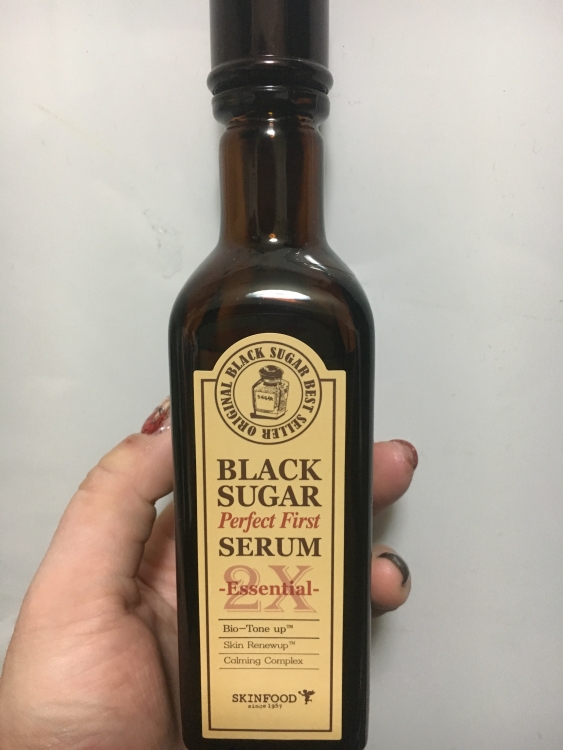 ORIGINAL BLACK SUGAR BEST SELLER
SUGAR
BLACK
SUGAR
Perfect First
SERUM
2X
-Essential-
Bio-Tone up™
Skin Renewup™
Calming Complex
SKINFOOD
since 1957